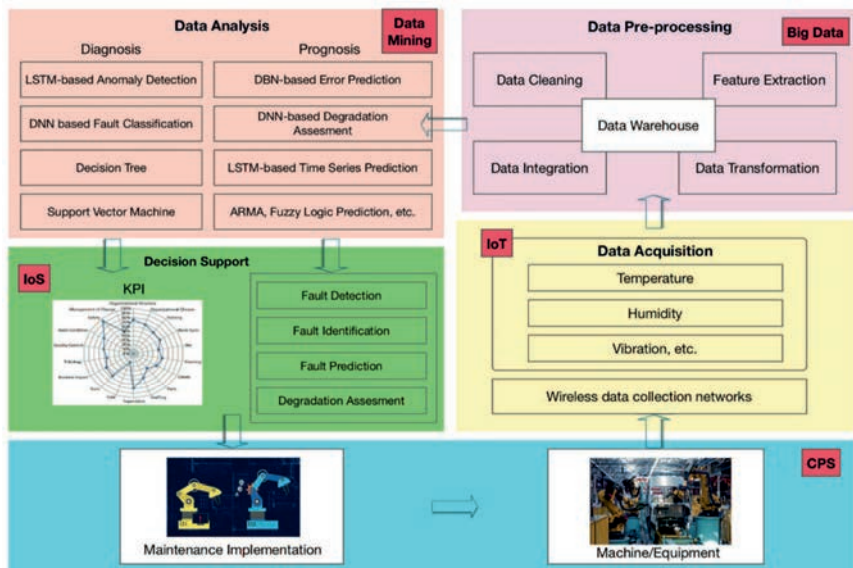 Data Analysis
Data
Mining
Diagnosis
Prognosis
LSTM-based Anomaly Detection
DNN based Fault Classification
Decision Tree
Support Vector Machine
DBN-based Error Prediction
DNN-based Degradation
Assesment
LSTM-based Time Series Prediction
ARMA, Fuzzy Logic Prediction, etc.
Data Pre-processing
Big Data
Data Cleaning
Feature Extraction
Data Warehouse
Data Integration
Data Transformation
IoS
Decision Support
KPI
Fault Detection
Fault Identification
Fault Prediction
Degradation Assesment
IoT
Data Acquisition
Temperature
Humidity
Vibration, etc.
Wireless data collection networks
CPS
Maintenance Implementation
Machine/Equipment